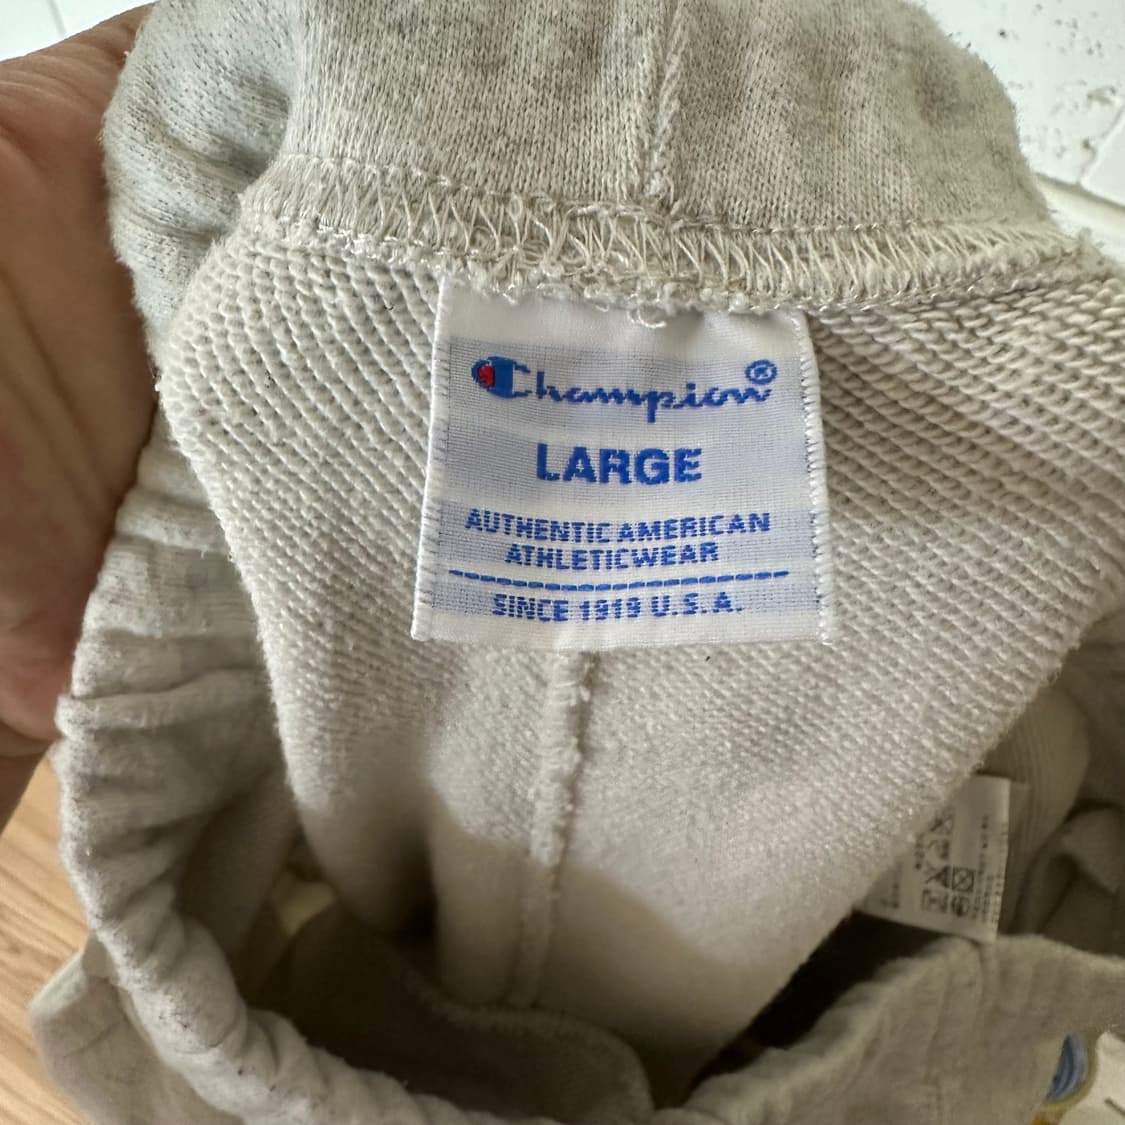 Champion®
LARGE
AUTHENTIC AMERICAN
ATHLETICWEAR
SINCE 1919 U.S.A.